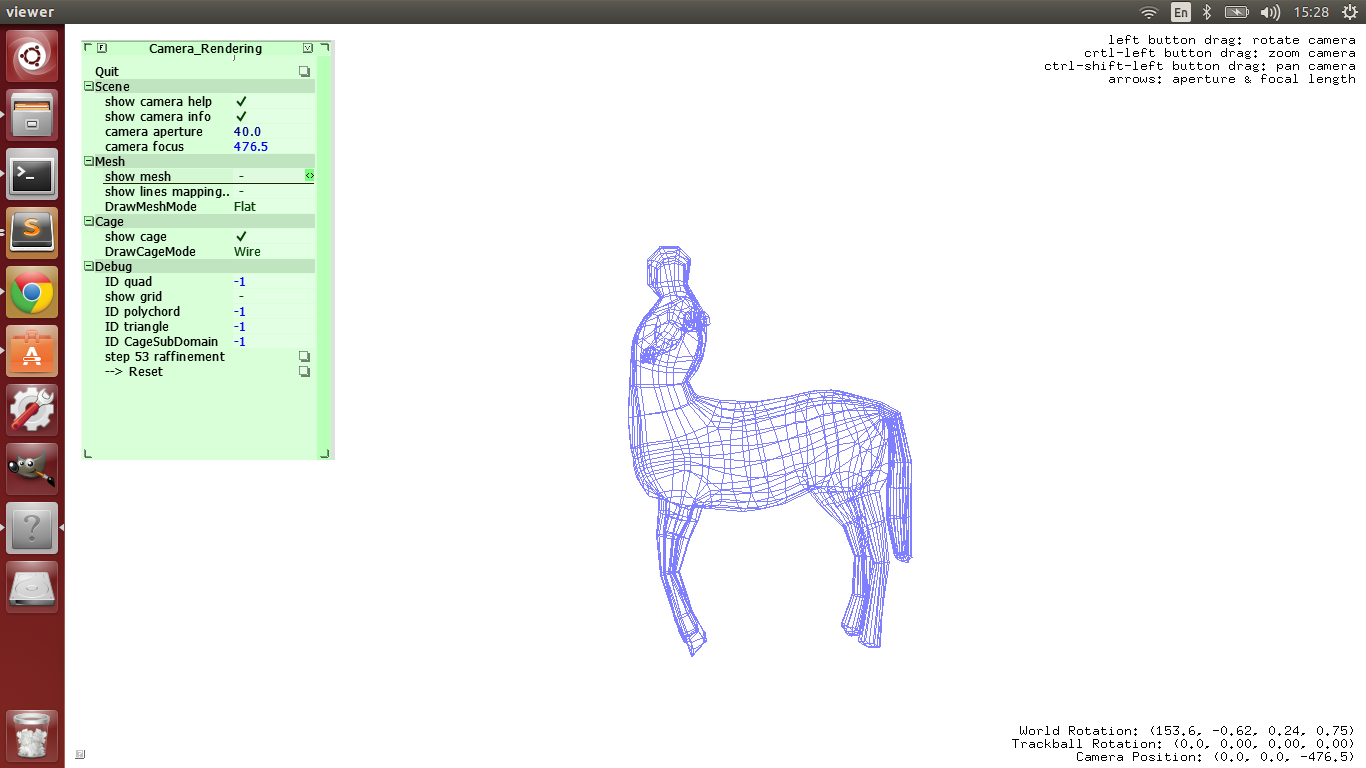 viewer
En
15:28
Camera_Rendering
Quit
Scene
show camera help
show camera info
camera aperture 40.0
camera focus 476.5
Mesh
show mesh -
show lines mapping.. -
DrawMeshMode Flat
Cage
show cage
DrawCageMode Wire
Debug
ID quad -1
show grid -
ID polychord -1
ID triangle -1
ID CageSubDomain -1
step 53 raffinement
--> Reset
left button drag: rotate camera
crtl-left button drag: zoom camera
ctrl-shift-left button drag: pan camera
arrows: aperture & focal length
World Rotation: (153.6, -0.62, 0.24, 0.75)
Trackball Rotation: (0.0, 0.00, 0.00, 0.00)
Camera Position: (0.0, 0.0, -476.5)